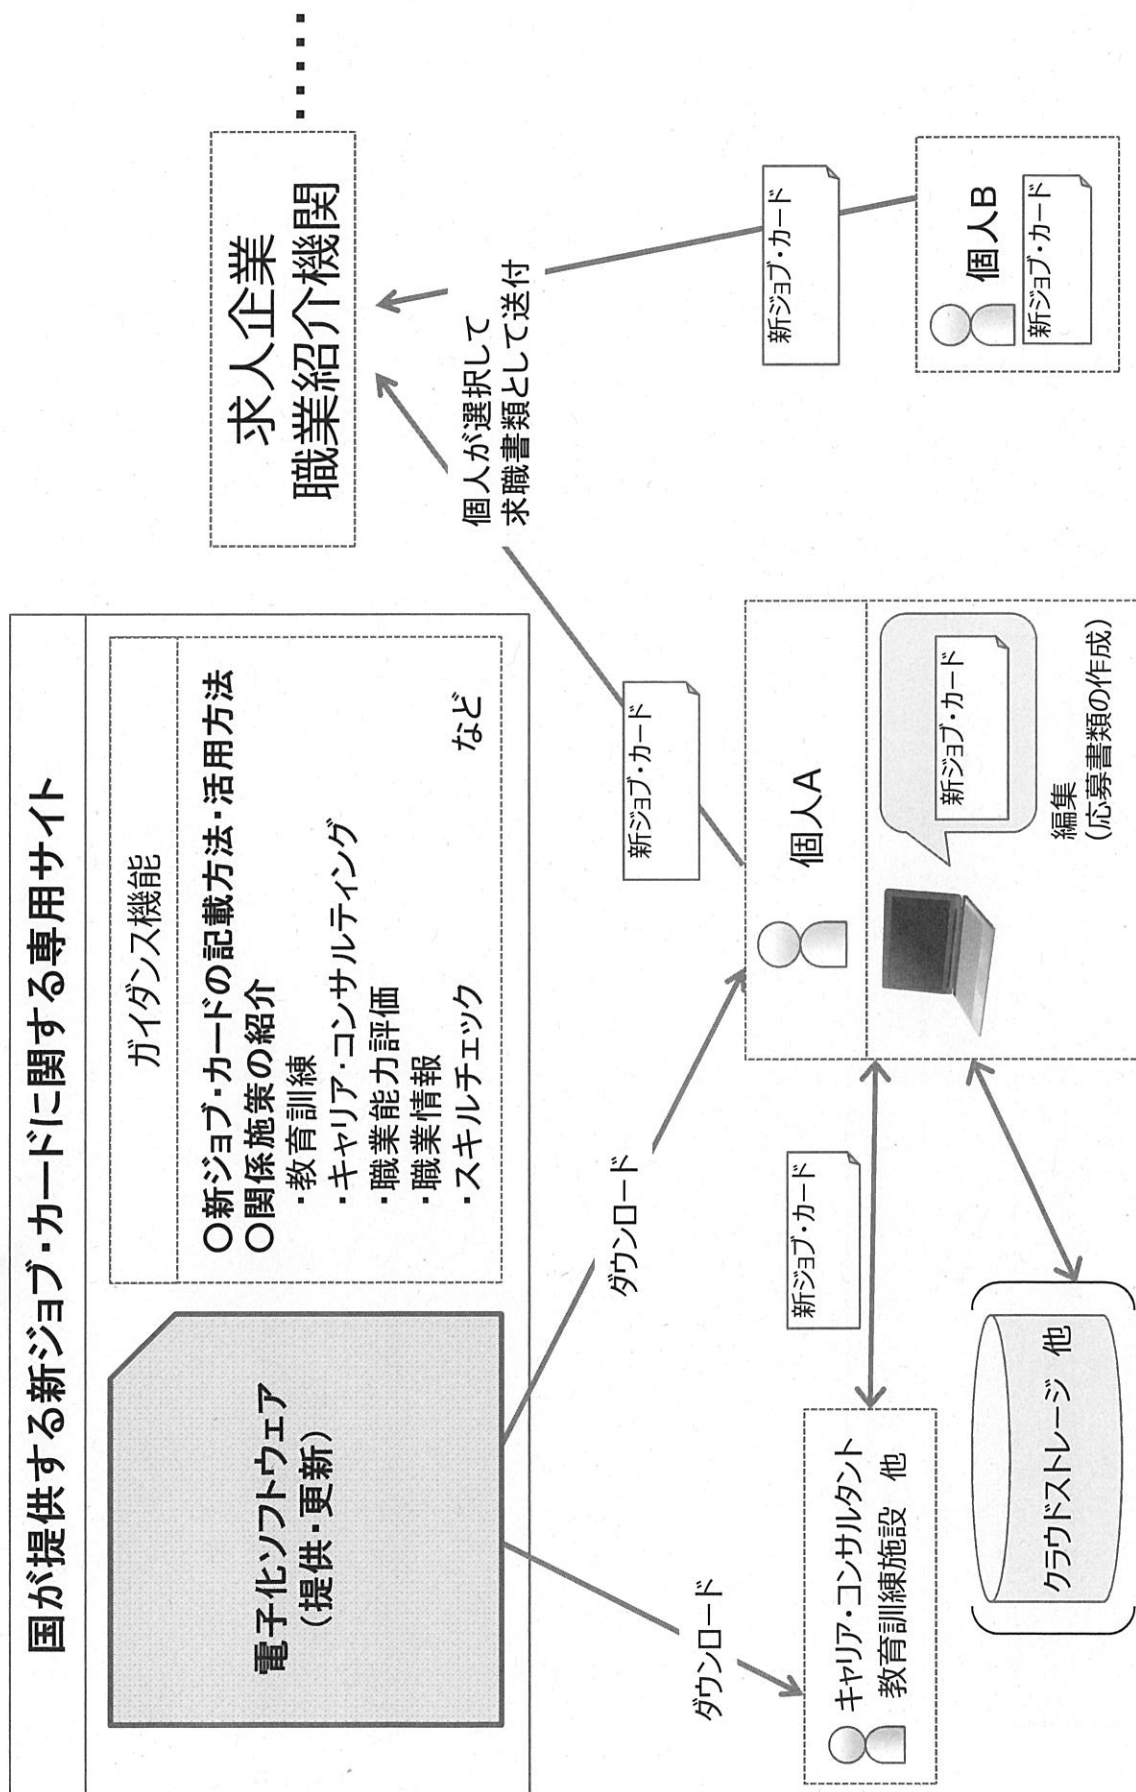 国が提供する新ジョブ・カードに関する専用サイト
電子化ソフトウェア
(提供・更新)
ガイダンス機能
○新ジョブ・カードの記載方法・活用方法
○関係施策の紹介
・教育訓練
・キャリア・コンサルティング
・職業能力評価
・職業情報
・スキルチェック
など
求人企業
職業紹介機関
・・・・・
個人が選択して
求職書類として送付
ダウンロード
ダウンロード
新ジョブ・カード
新ジョブ・カード
新ジョブ・カード
キャリア・コンサルタント
教育訓練施設 他
クラウドストレージ 他
個人A
新ジョブ・カード
編集
(応募書類の作成)
個人B
新ジョブ・カード